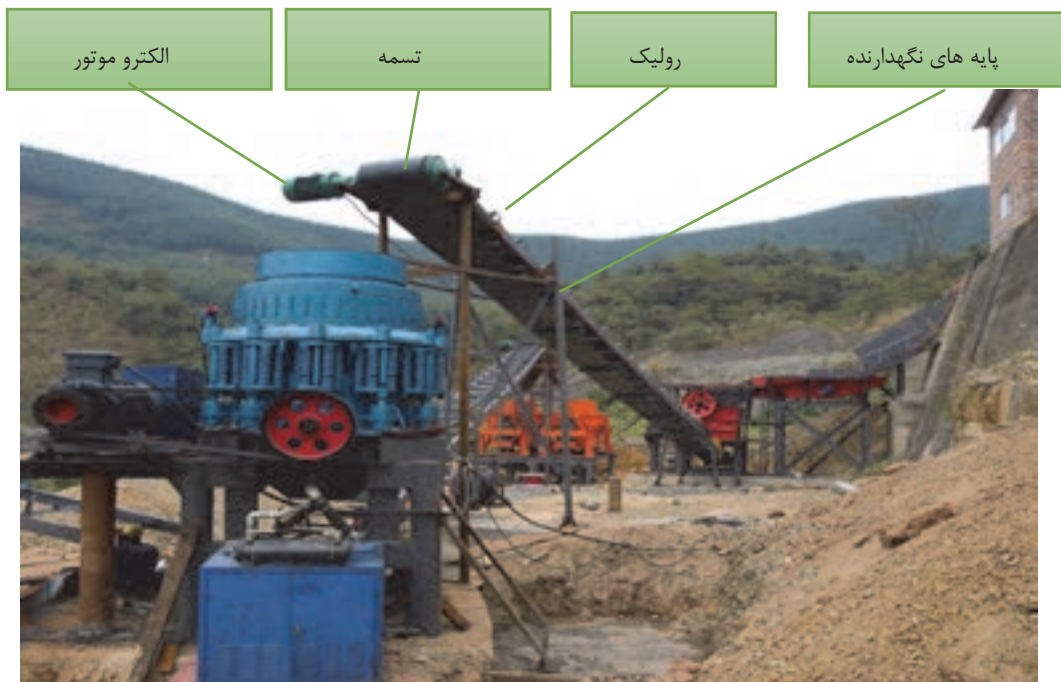 پایه های نگهدارنده
رولیک
تسمه
الکترو موتور